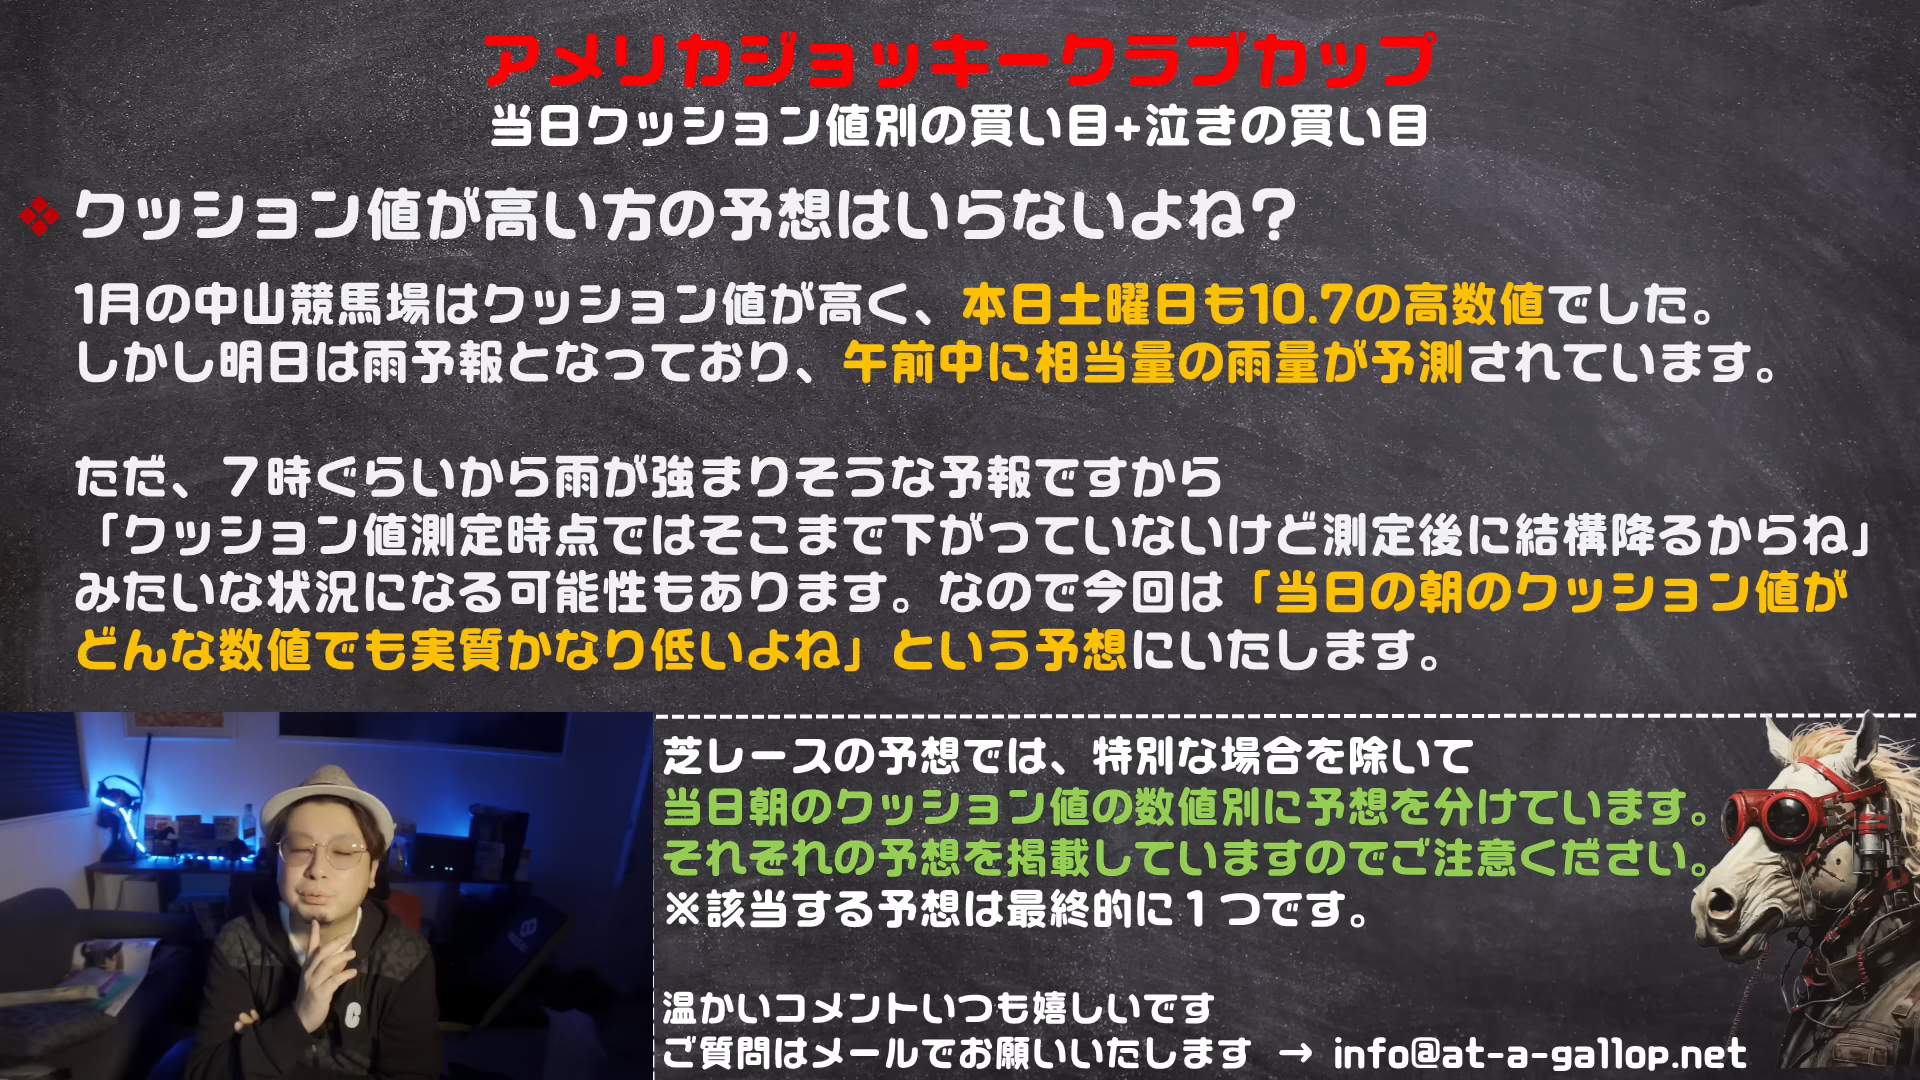 アメリカジョッキークラブカップ
当日クッション値別の買い目+泣きの買い目
クッション値が高い方の予想はいらないよね？
1月の中山競馬場はクッション値が高く、本日土曜日も10.7の高数値でした。
しかし明日は雨予報となっており、午前中に相当量の雨量が予測されています。
ただ、７時ぐらいから雨が強まりそうな予報ですから
「クッション値測定時点ではそこまで下がっていないけど測定後に結構降るからね」
みたいな状況になる可能性もあります。なので今回は「当日の朝のクッション値が
どんな数値でも実質かなり低いよね」という予想にいたします。
芝レースの予想では、特別な場合を除いて
当日朝のクッション値の数値別に予想を分けています。
それぞれの予想を掲載していますのでご注意ください。
※該当する予想は最終的に１つです。
温かいコメントいつも嬉しいです
ご質問はメールでお願いいたします → info@at-a-gallop.net